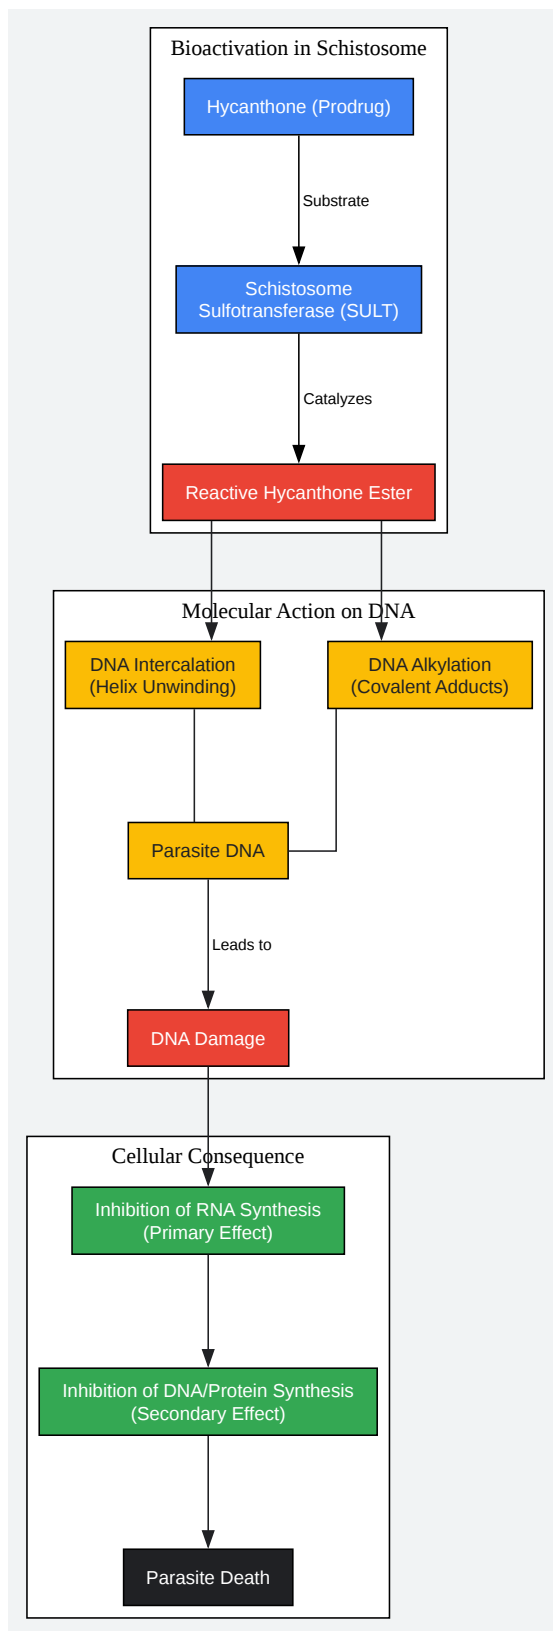 Bioactivation in Schistosome
Hycanthone (Prodrug)
Substrate
Schistosome
Sulfotransferase (SULT)
Catalyzes
Reactive Hycanthone Ester
Molecular Action on DNA
DNA Intercalation
(Helix Unwinding)
DNA Alkylation
(Covalent Adducts)
Parasite DNA
Leads to
DNA Damage
Cellular Consequence
Inhibition of RNA Synthesis
(Primary Effect)
Inhibition of DNA/Protein Synthesis
(Secondary Effect)
Parasite Death